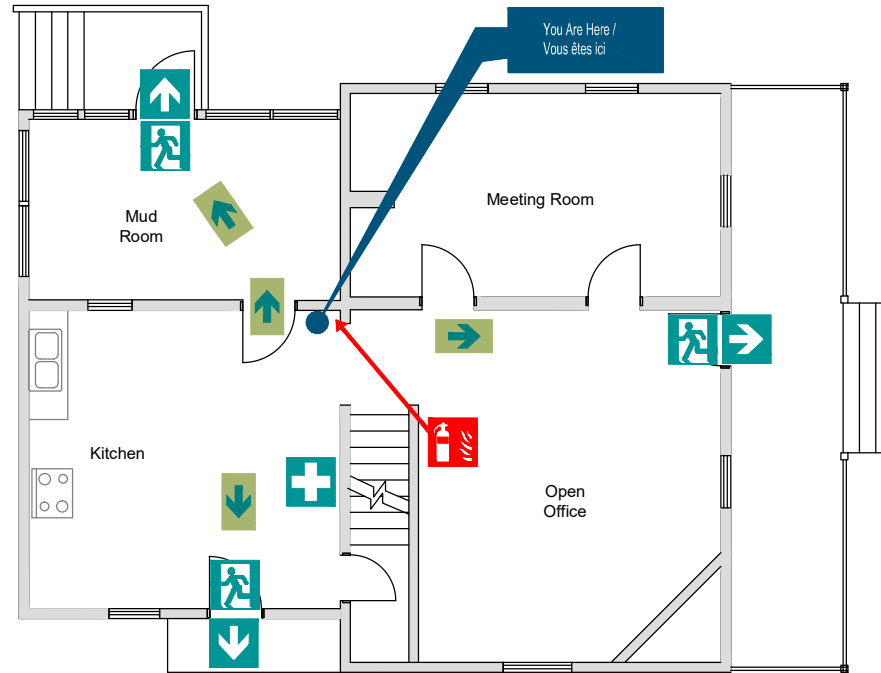 You Are Here /
Vous êtes ici
Meeting Room
Mud
Room
Kitchen
Open
Office